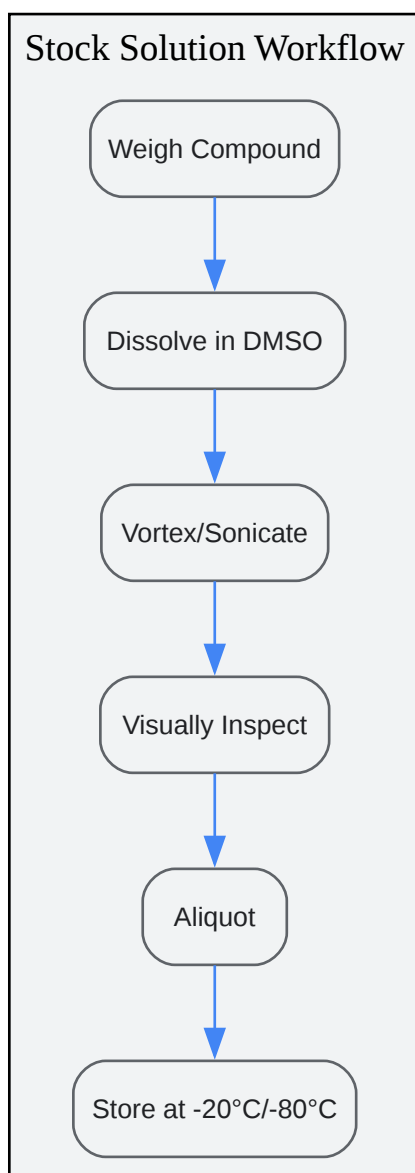 Stock Solution Workflow
Weigh Compound
Dissolve in DMSO
Vortex/Sonicate
Visually Inspect
Aliquot
Store at -20°C/-80°C